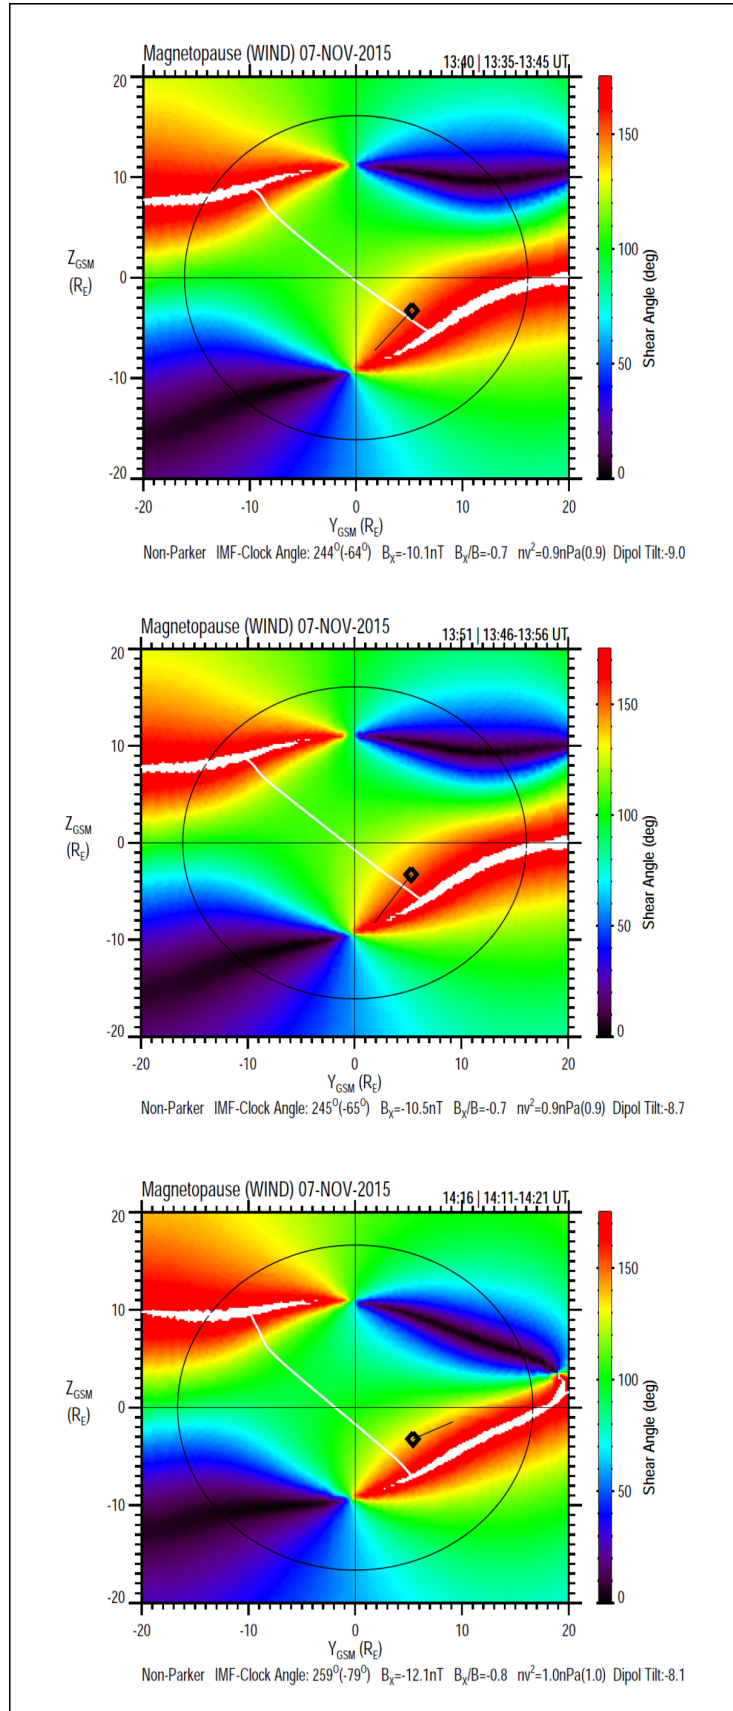 Magnetopause (WIND) 07-NOV-2015
13:40 | 13:35-13:45 UT
20
10
0
-10
-20
Z_GSM
(R_E)
-20 -10 0 10 20
Y_GSM (R_E)
150
100
50
0
Shear Angle (deg)
Non-Parker IMF-Clock Angle: 244⁰(-64⁰) B_X=-10.1nT B_X/B=-0.7 nv²=0.9nPa(0.9) Dipol Tilt:-9.0
Magnetopause (WIND) 07-NOV-2015
13:51 | 13:46-13:56 UT
20
10
0
-10
-20
Z_GSM
(R_E)
-20 -10 0 10 20
Y_GSM (R_E)
150
100
50
0
Shear Angle (deg)
Non-Parker IMF-Clock Angle: 245⁰(-65⁰) B_X=-10.5nT B_X/B=-0.7 nv²=0.9nPa(0.9) Dipol Tilt:-8.7
Magnetopause (WIND) 07-NOV-2015
14:16 | 14:11-14:21 UT
20
10
0
-10
-20
Z_GSM
(R_E)
-20 -10 0 10 20
Y_GSM (R_E)
150
100
50
0
Shear Angle (deg)
Non-Parker IMF-Clock Angle: 259⁰(-79⁰) B_X=-12.1nT B_X/B=-0.8 nv²=1.0nPa(1.0) Dipol Tilt:-8.1